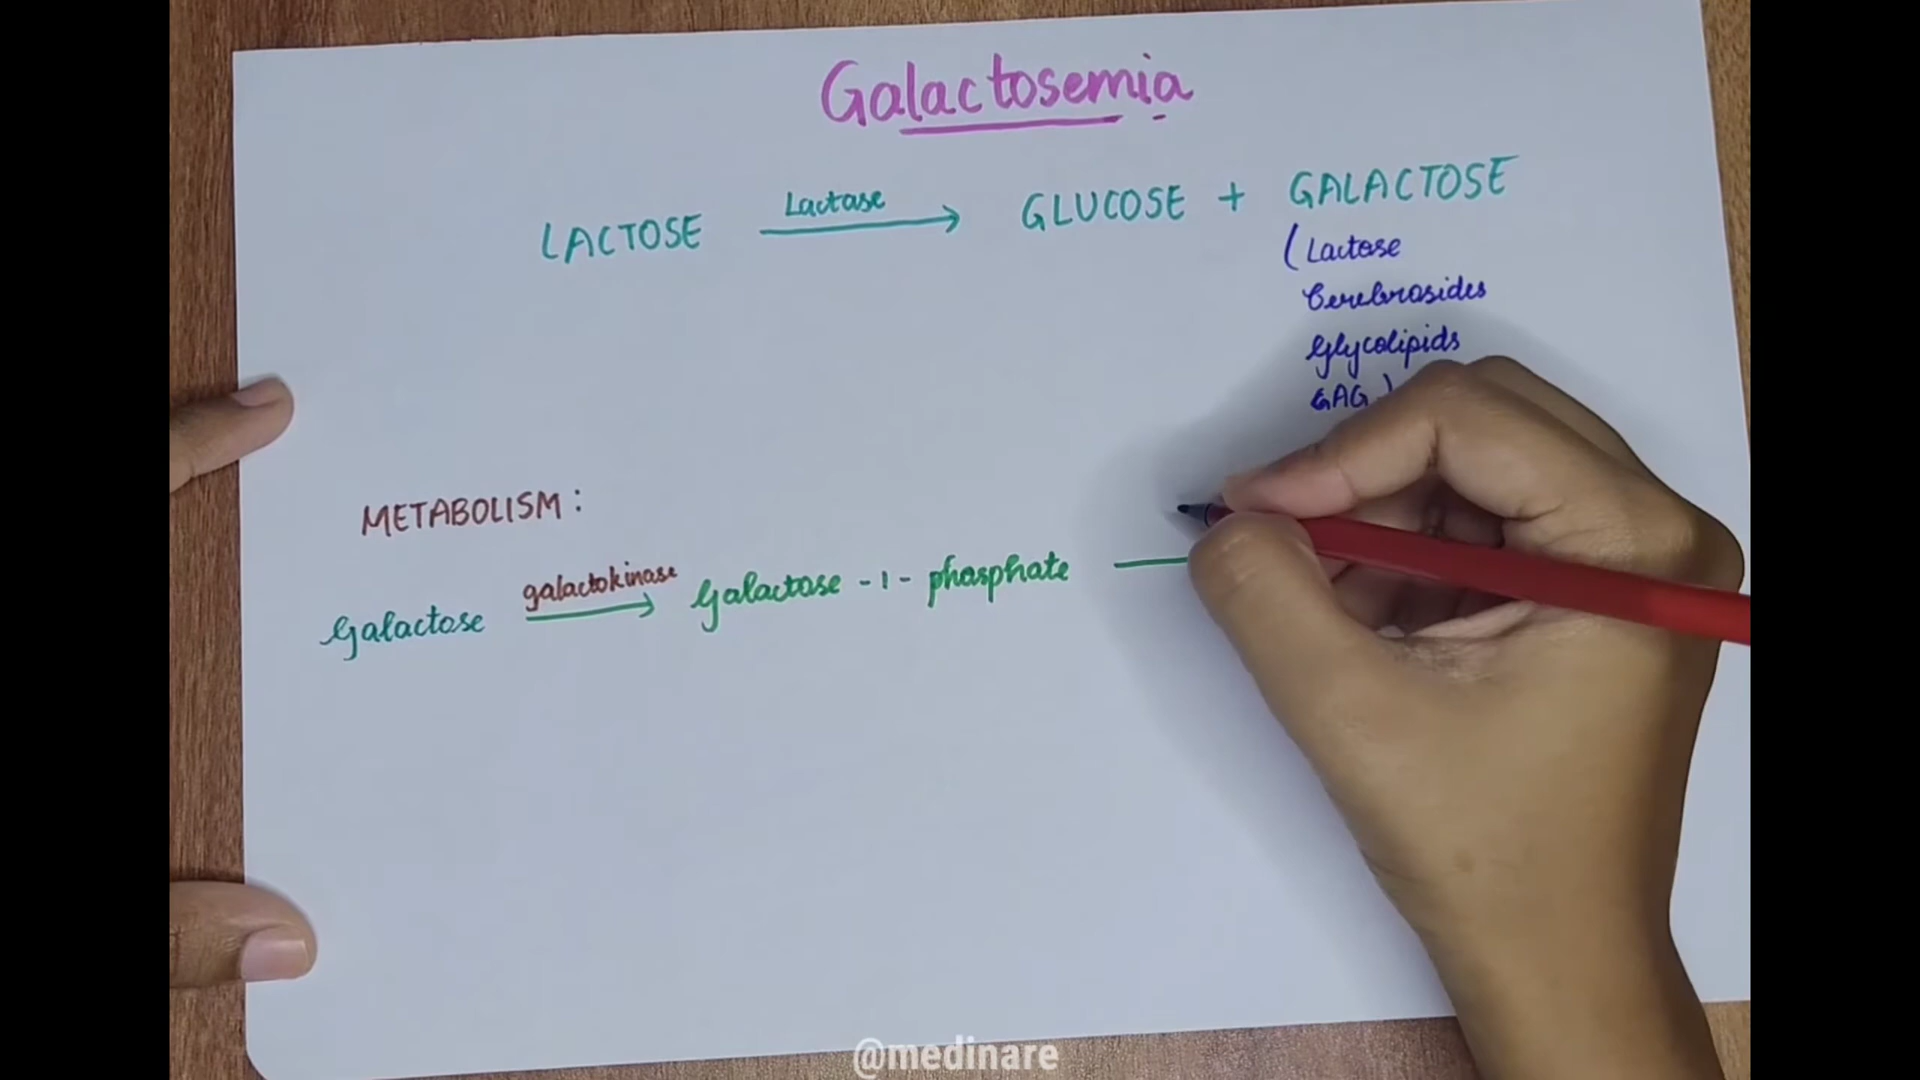 Galactosemia
LACTOSE Lactase GLUCOSE + GALACTOSE
(Lactose
Cerebrosides
Glycolipids
GAG)
METABOLISM:
Galactose galactokinase Galactose-1-phosphate
@medinare